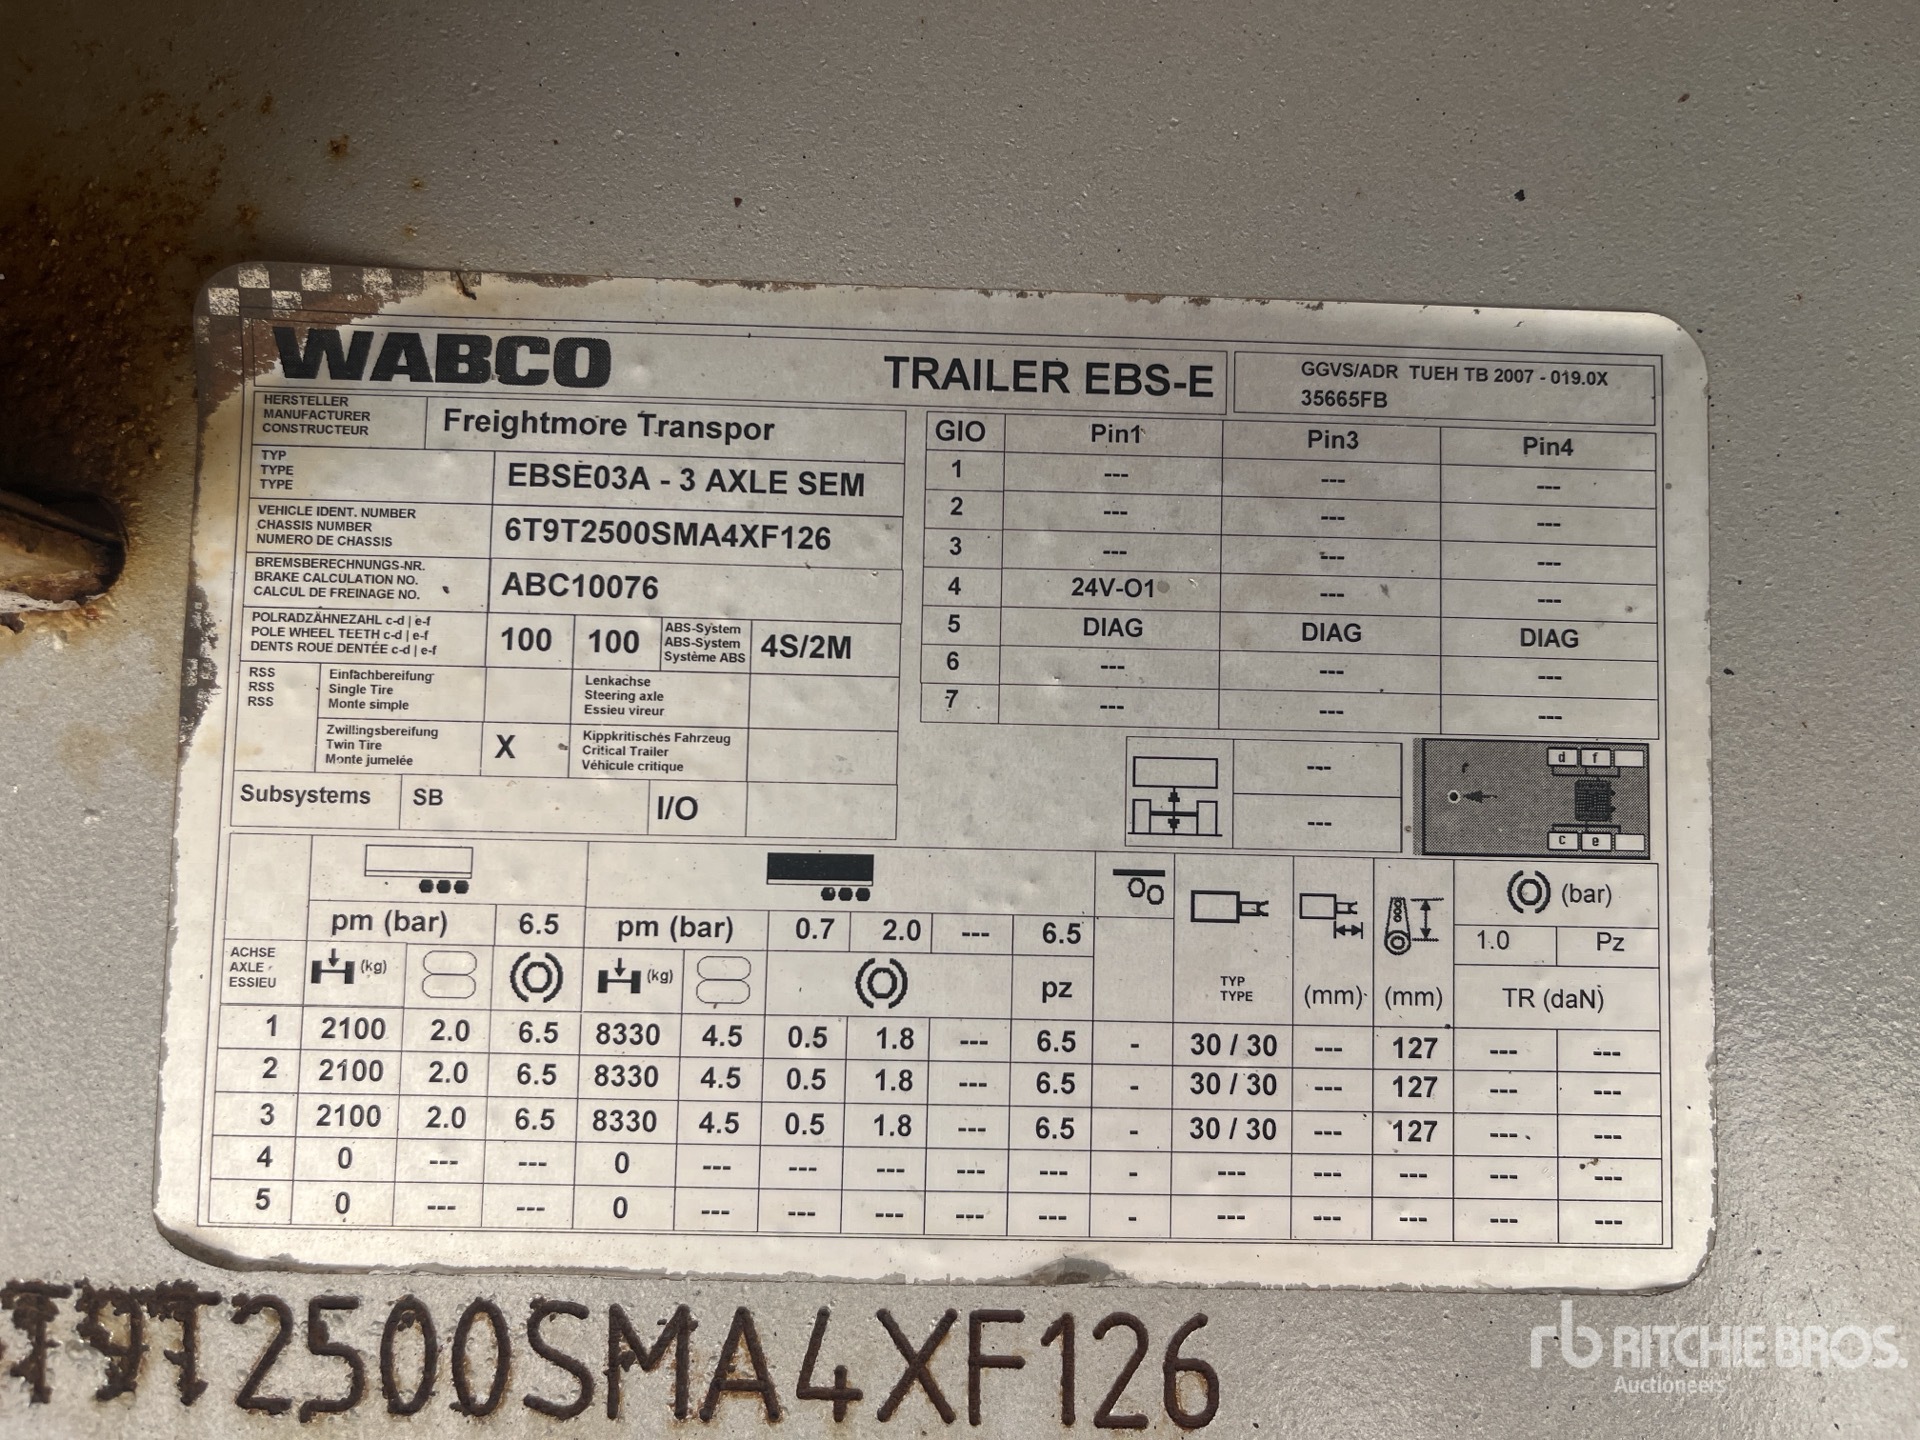 WABCO
TRAILER EBS-E
GGVS/ADR TUEH TB 2007 - 019.0X
35665FB
HERSTELLER
MANUFACTURER
CONSTRUCTEUR
Freightmore Transpor
TYP
TYPE
TYPE
EBSE03A - 3 AXLE SEM
VEHICLE IDENT. NUMBER
CHASSIS NUMBER
NUMERO DE CHASSIS
6T9T2500SMA4XF126
BREMSBERECHNUNGS-NR.
BRAKE CALCULATION NO.
CALCUL DE FREINAGE NO.
ABC10076
POLRADZÄHNEZAHL c-d | e-f
POLE WHEEL TEETH c-d | e-f
DENTS ROUE DENTÉE c-d | e-f
100 100
ABS-System
ABS-System
Système ABS
4S/2M
RSS
RSS
RSS
Einfachbereifung
Single Tire
Monte simple
Lenkachse
Steering axle
Essieu vireur
Zwillingsbereifung
Twin Tire
Monte jumelée
X
Kippkritisches Fahrzeug
Critical Trailer
Véhicule critique
Subsystems SB I/O
GIO Pin1 Pin3 Pin4
1 --- --- ---
2 --- --- ---
3 --- --- ---
4 24V-O1 --- ---
5 DIAG DIAG DIAG
6 --- --- ---
7 --- --- ---
---
---
d f
c e
pm (bar) 6.5 pm (bar) 0.7 2.0 --- 6.5
(bar)
1.0 Pz
ACHSE
AXLE
ESSIEU
(kg) (kg) pz
TYP
TYPE
(mm) (mm) TR (daN)
1 2100 2.0 6.5 8330 4.5 0.5 1.8 --- 6.5 - 30 / 30 --- 127 --- ---
2 2100 2.0 6.5 8330 4.5 0.5 1.8 --- 6.5 - 30 / 30 --- 127 --- ---
3 2100 2.0 6.5 8330 4.5 0.5 1.8 --- 6.5 - 30 / 30 --- 127 --- ---
4 0 --- --- 0 --- --- --- --- --- - --- --- --- --- ---
5 0 --- --- 0 --- --- --- --- --- - --- --- --- --- ---
T9T2500SMA4XF126
rb RITCHIE BROS.
Auctioneers